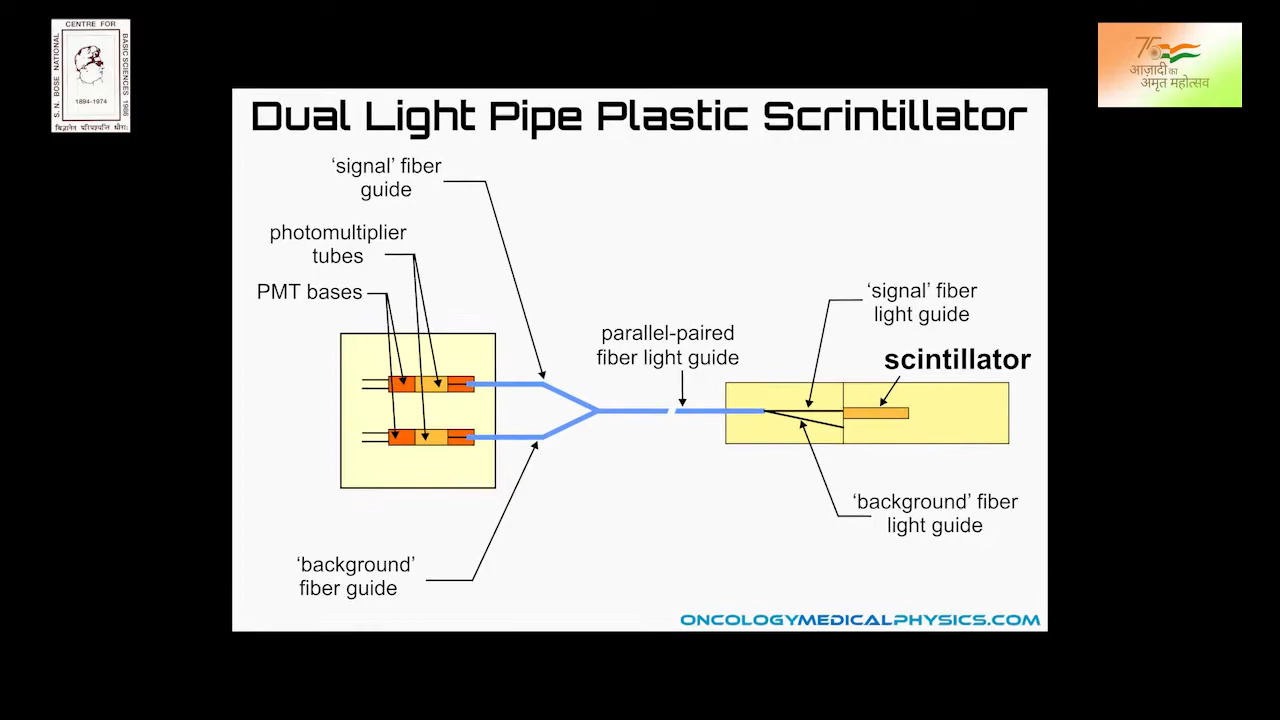 CENTRE FOR
S. N. BOSE NATIONAL
BASIC SCIENCES 1986
1894-1974
75
आज़ादी का
अमृत महोत्सव
Dual Light Pipe Plastic Scrintillator
‘signal’ fiber
guide
photomultiplier
tubes
PMT bases
parallel-paired
fiber light guide
‘signal’ fiber
light guide
scintillator
‘background’ fiber
light guide
‘background’
fiber guide
ONCOLOGYMEDICALPHYSICS.COM